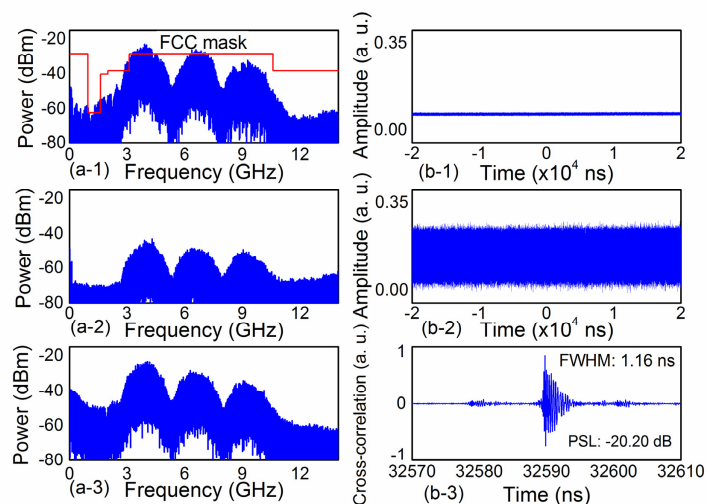 -20
FCC mask
-40
-60
-80
Power (dBm)
0
3
6
9
12
(a-1)
Frequency (GHz)
0.35
0.00
Amplitude (a. u.)
-2
-1
0
1
2
(b-1)
Time (x10⁴ ns)
-20
-40
-60
-80
Power (dBm)
0
3
6
9
12
(a-2)
Frequency (GHz)
0.35
0.00
Amplitude (a. u.)
-2
-1
0
1
2
(b-2)
Time (x10⁴ ns)
-20
-40
-60
-80
Power (dBm)
0
3
6
9
12
(a-3)
Frequency (GHz)
1
0
-1
Cross-correlation (a. u.)
FWHM: 1.16 ns
PSL: -20.20 dB
32570
32580
32590
32600
32610
(b-3)
Time (ns)